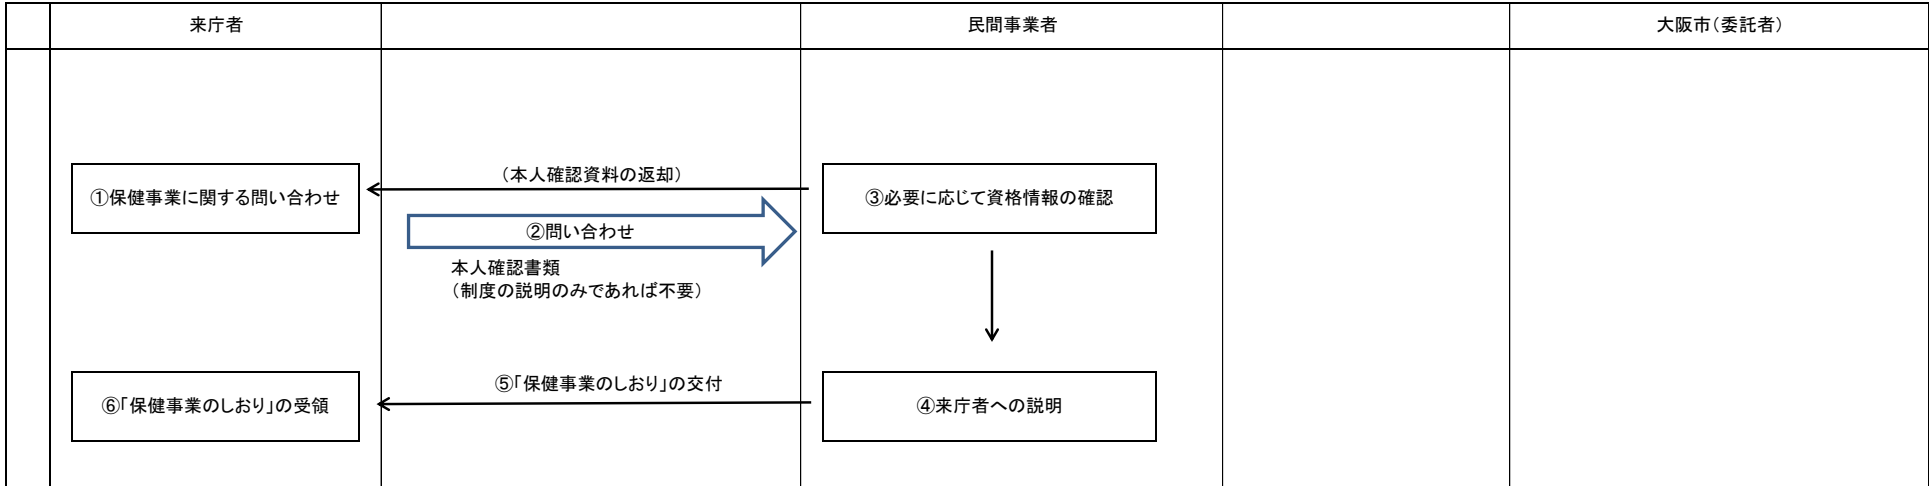 来庁者
民間事業者
大阪市(委託者)
(本人確認資料の返却)
①保健事業に関する問い合わせ
③必要に応じて資格情報の確認
②問い合わせ
本人確認書類
(制度の説明のみであれば不要)
⑤「保健事業のしおり」の交付
⑥「保健事業のしおり」の受領
④来庁者への説明